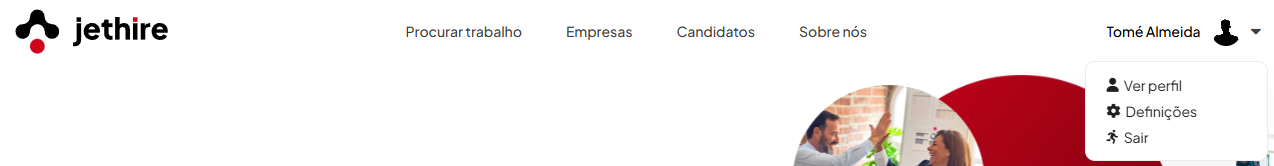 jethire
Procurar trabalho Empresas Candidatos Sobre nós Tomé Almeida
Ver perfil
Definições
Sair